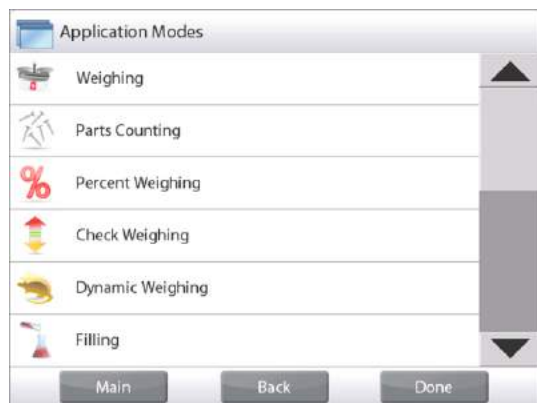 Application Modes
Weighing
Parts Counting
Percent Weighing
Check Weighing
Dynamic Weighing
Filling
Main Back Done